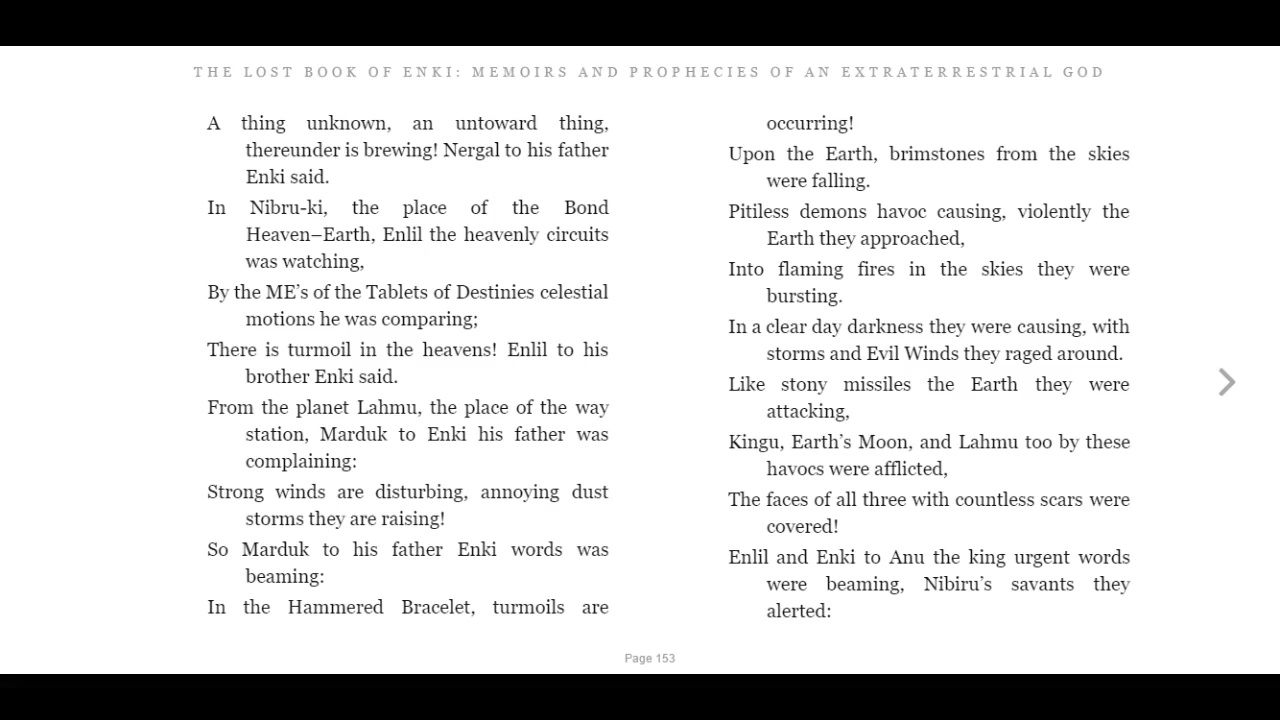 THE LOST BOOK OF ENKI: MEMOIRS AND PROPHECIES OF AN EXTRATERRESTRIAL GOD
A thing unknown, an untoward thing,
thereunder is brewing! Nergal to his father
Enki said.
In Nibru-ki, the place of the Bond
Heaven–Earth, Enlil the heavenly circuits
was watching,
By the ME’s of the Tablets of Destinies celestial
motions he was comparing;
There is turmoil in the heavens! Enlil to his
brother Enki said.
From the planet Lahmu, the place of the way
station, Marduk to Enki his father was
complaining:
Strong winds are disturbing, annoying dust
storms they are raising!
So Marduk to his father Enki words was
beaming:
In the Hammered Bracelet, turmoils are
occurring!
Upon the Earth, brimstones from the skies
were falling.
Pitiless demons havoc causing, violently the
Earth they approached,
Into flaming fires in the skies they were
bursting.
In a clear day darkness they were causing, with
storms and Evil Winds they raged around.
Like stony missiles the Earth they were
attacking,
Kingu, Earth’s Moon, and Lahmu too by these
havocs were afflicted,
The faces of all three with countless scars were
covered!
Enlil and Enki to Anu the king urgent words
were beaming, Nibiru’s savants they
alerted:
Page 153